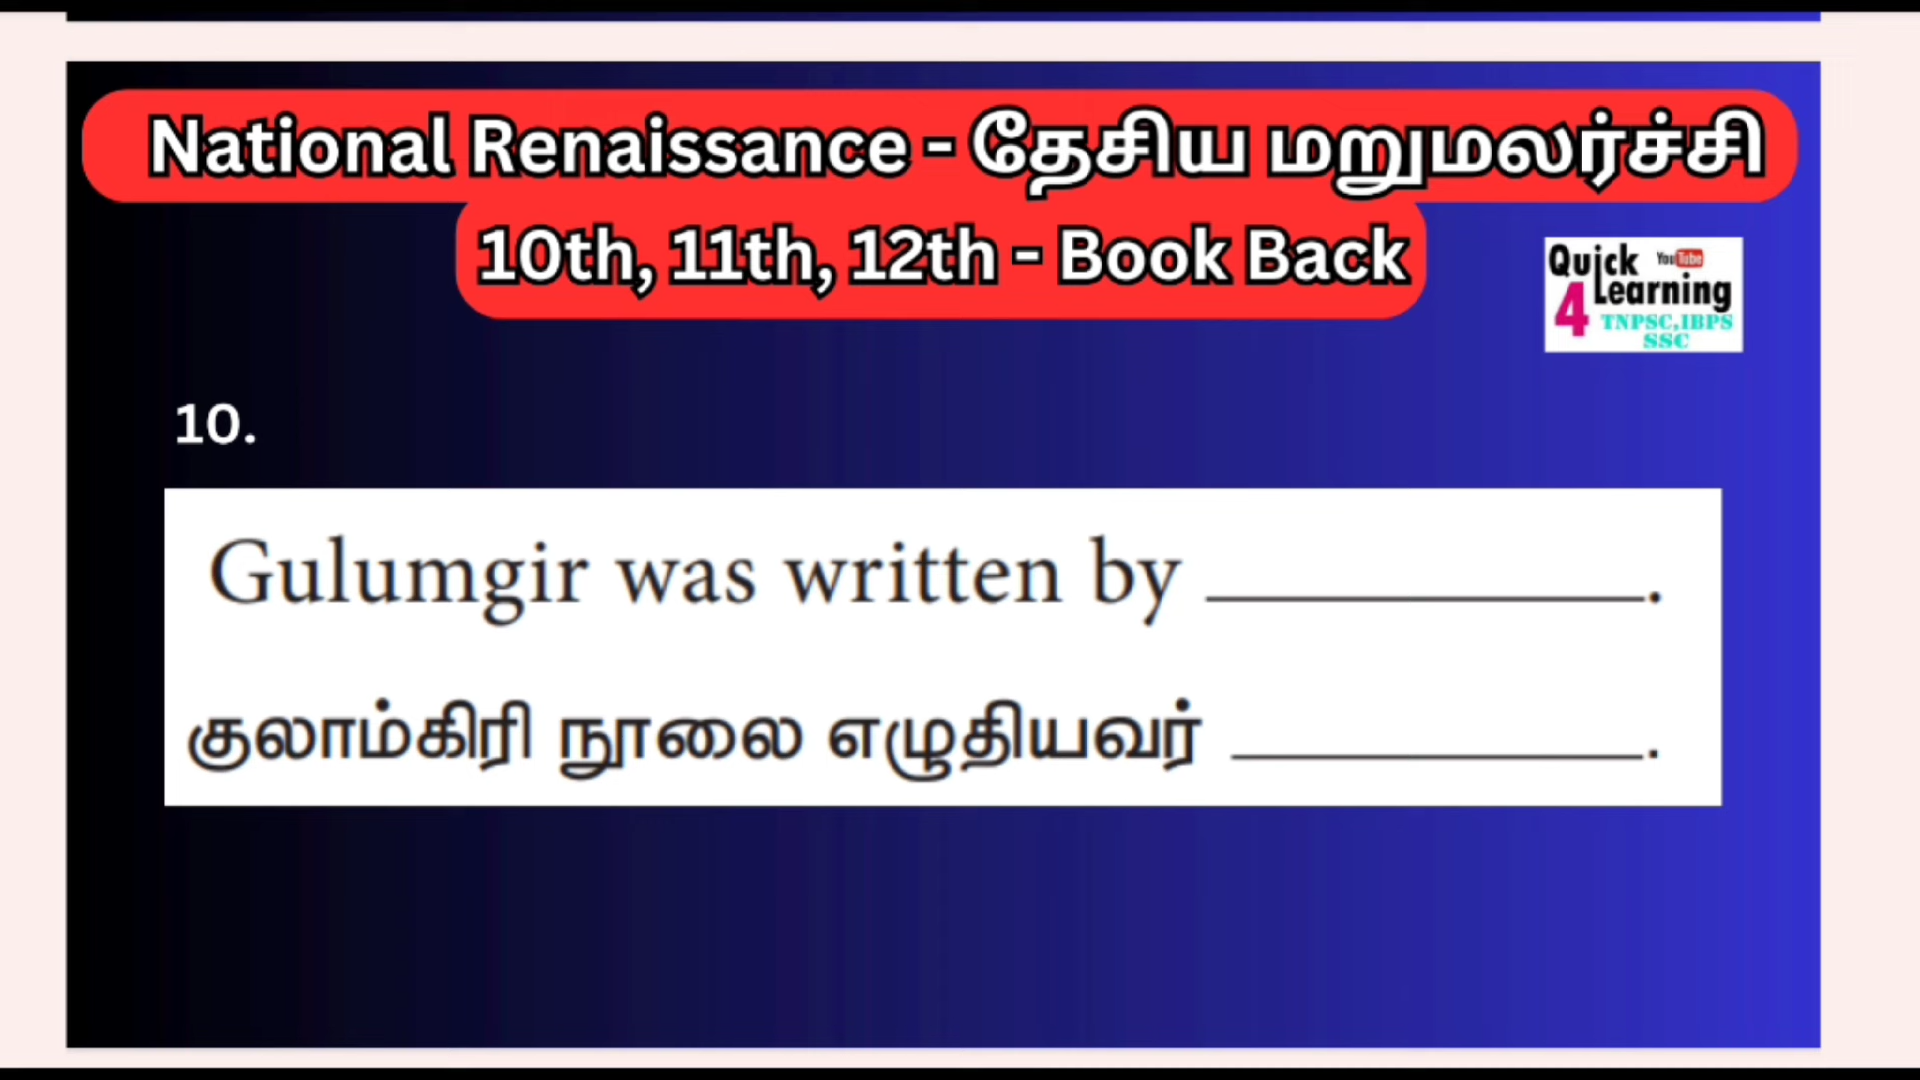 National Renaissance - தேசிய மறுமலர்ச்சி
10th, 11th, 12th - Book Back
Quick YouTube
4 Learning
TNPSC,IBPS
SSC
10.
Gulumgir was written by ____________.
குலாம்கிரி நூலை எழுதியவர் ____________.